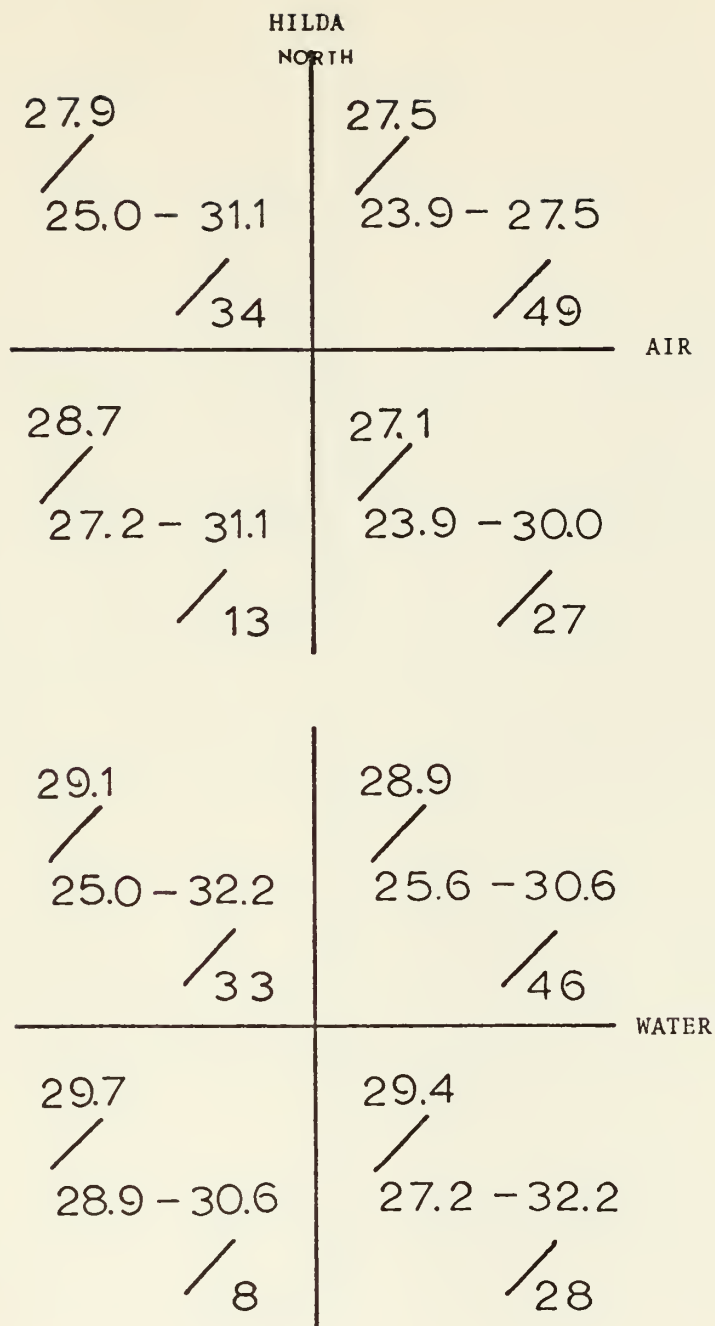 HILDA
NORTH
27.9 27.5
25.0 – 31.1 23.9 – 27.5
34 49
AIR
28.7 27.1
27.2 – 31.1 23.9 – 30.0
13 27
29.1 28.9
25.0 – 32.2 25.6 – 30.6
33 46
WATER
29.7 29.4
28.9 – 30.6 27.2 – 32.2
8 28